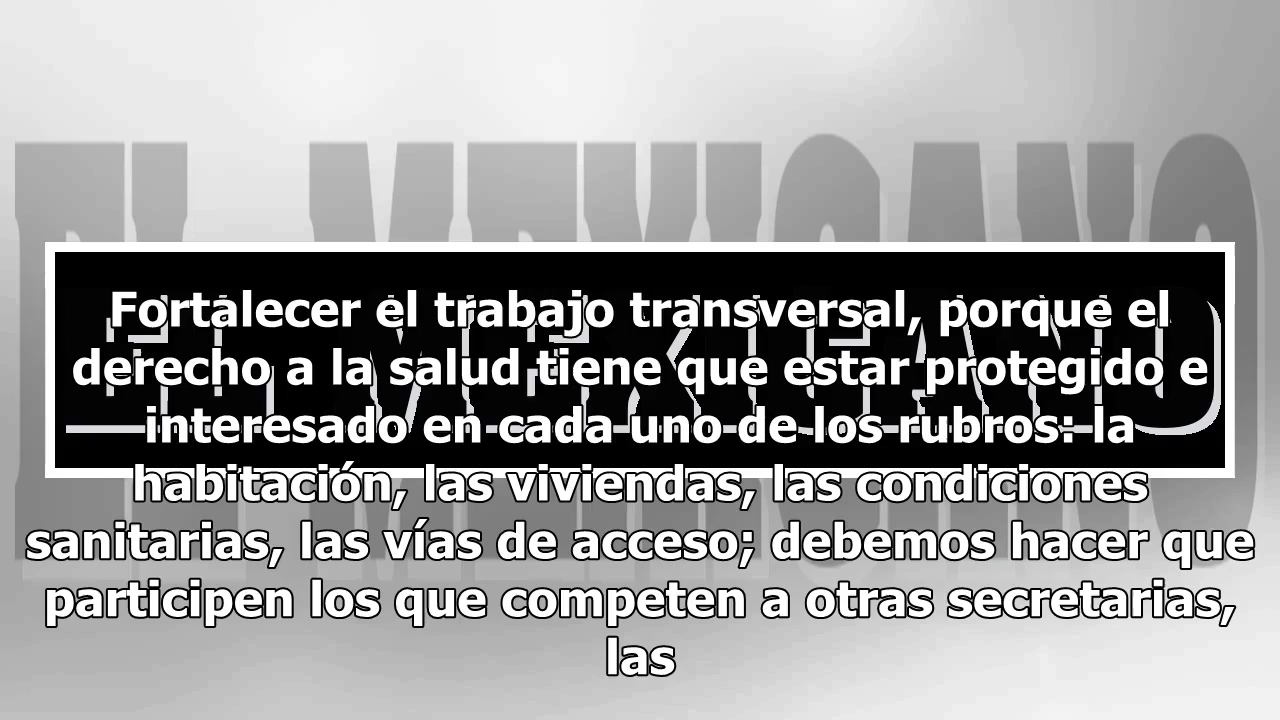 EL MEXICANO
Fortalecer el trabajo transversal, porque el
derecho a la salud tiene que estar protegido e
interesado en cada uno de los rubros: la
habitación, las viviendas, las condiciones
sanitarias, las vías de acceso; debemos hacer que
participen los que competen a otras secretarias,
las